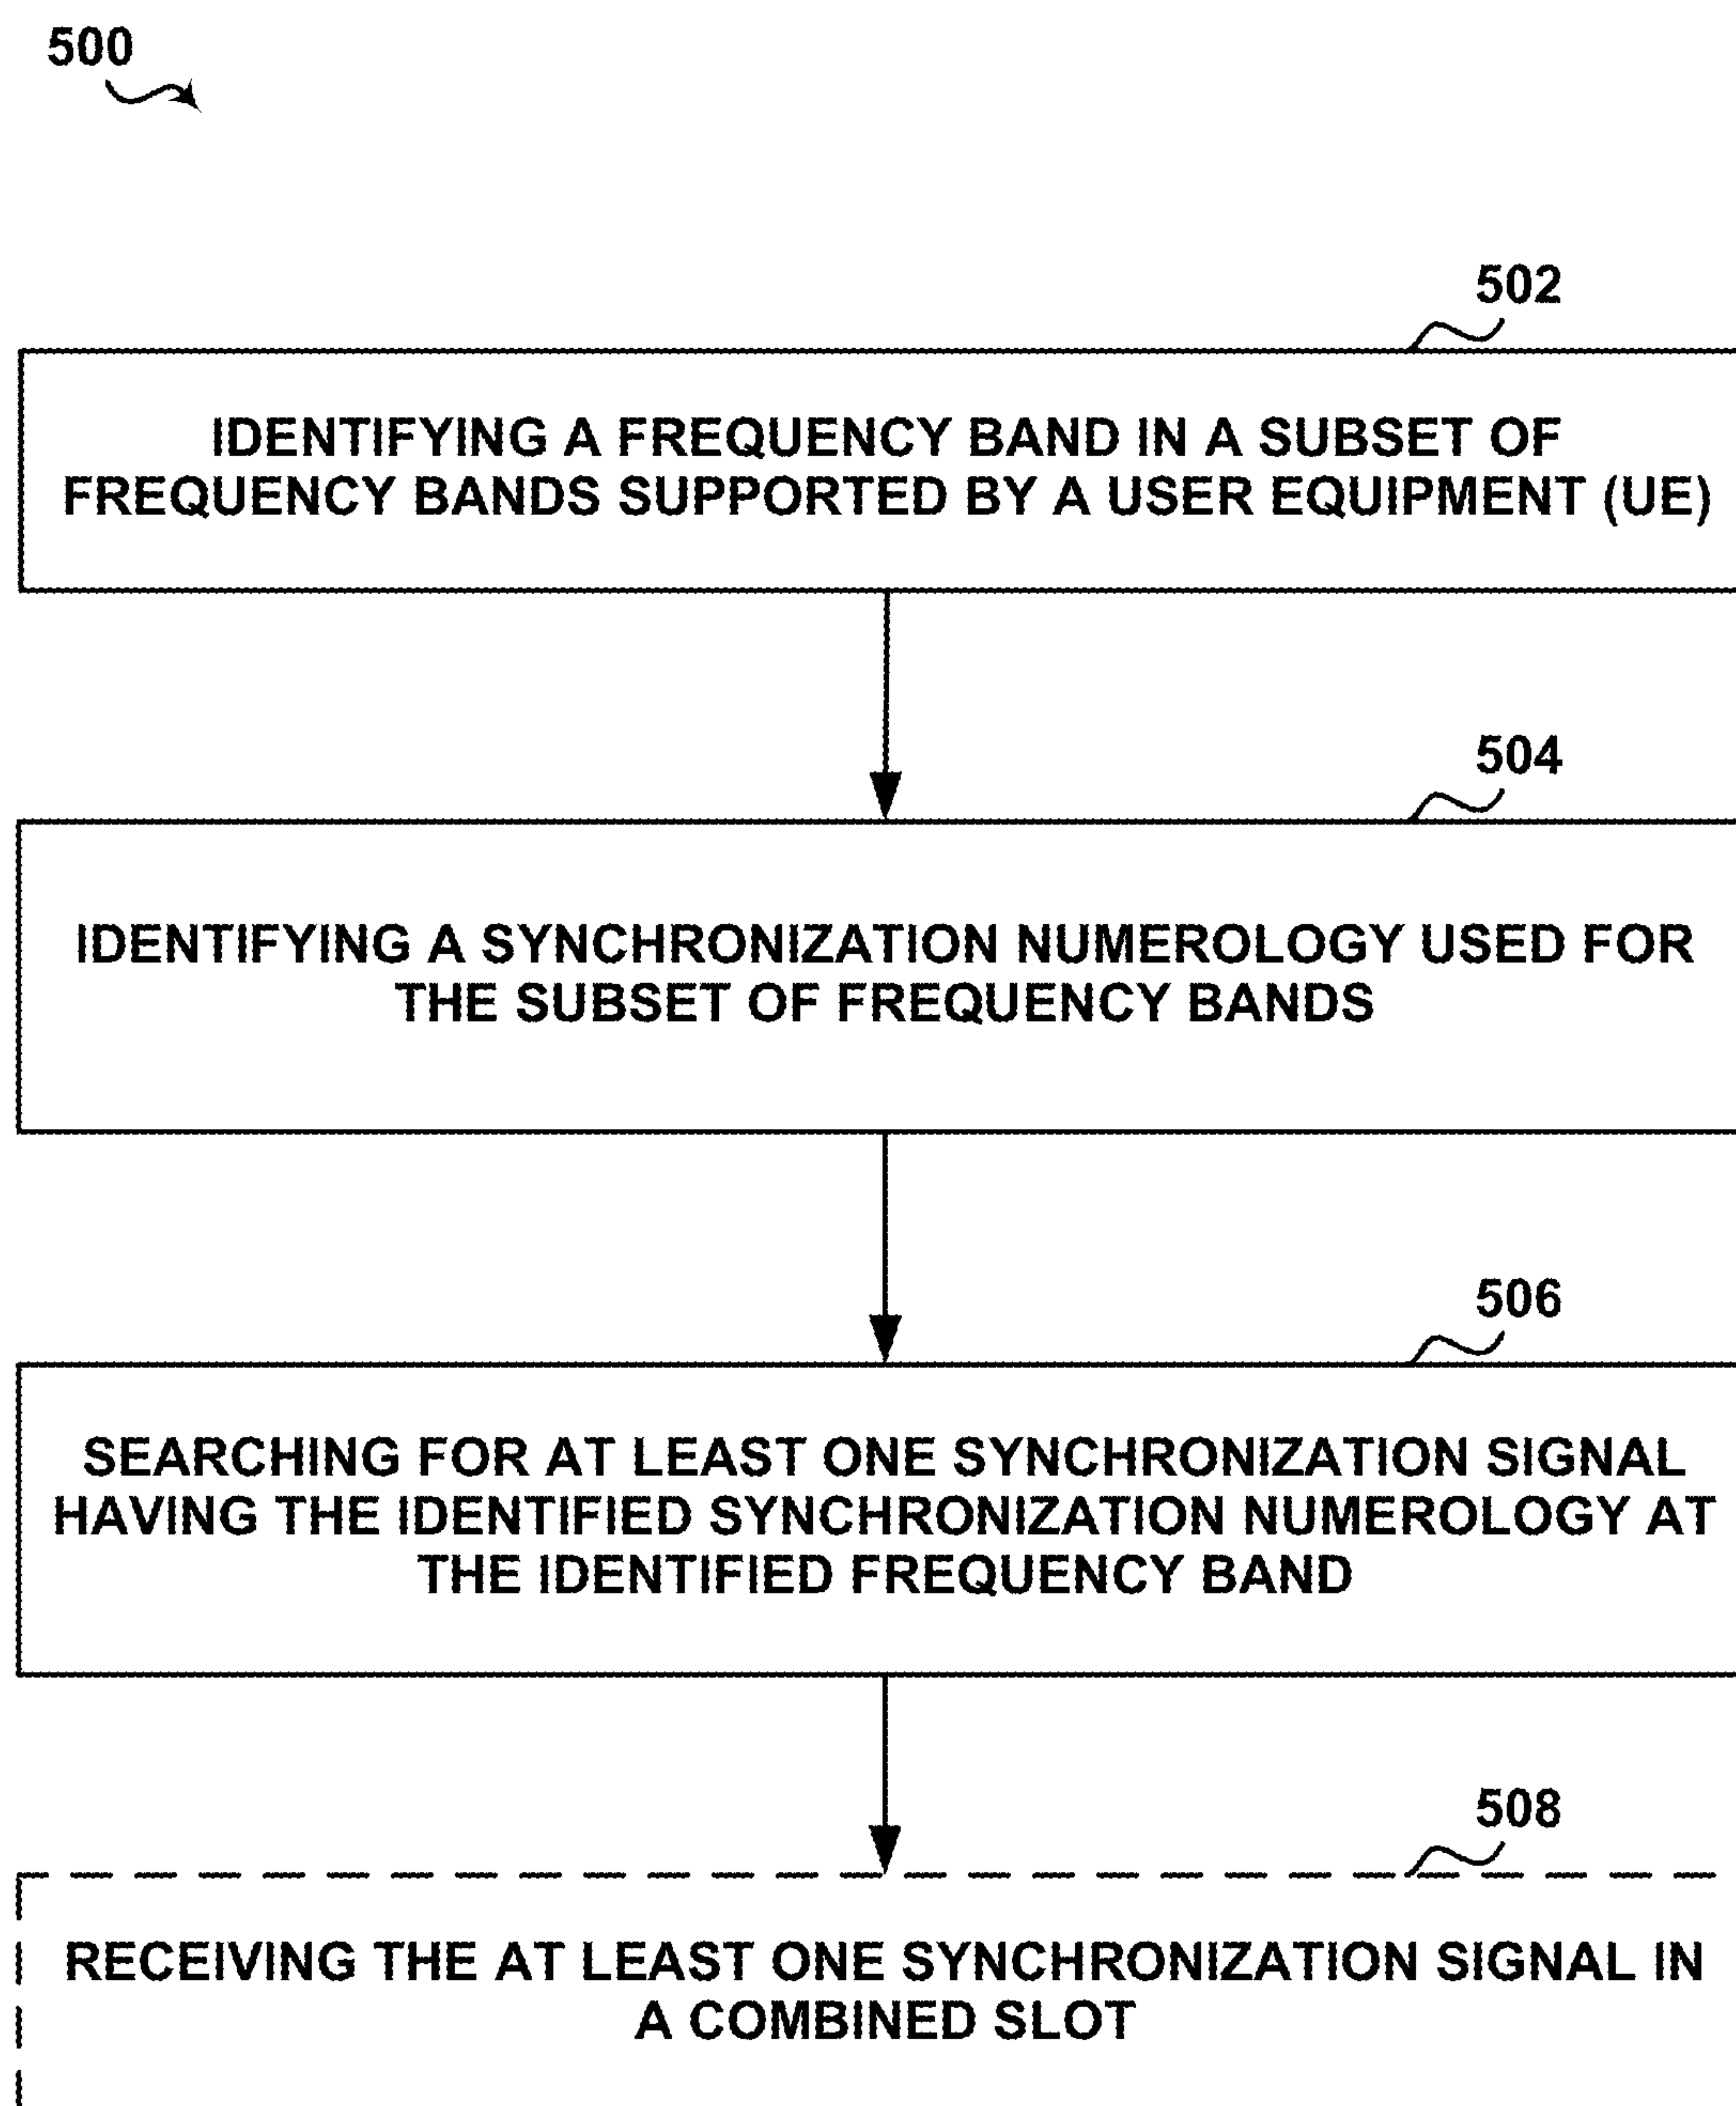 500
502
IDENTIFYING A FREQUENCY BAND IN A SUBSET OF
FREQUENCY BANDS SUPPORTED BY A USER EQUIPMENT (UE)
504
IDENTIFYING A SYNCHRONIZATION NUMEROLOGY USED FOR
THE SUBSET OF FREQUENCY BANDS
506
SEARCHING FOR AT LEAST ONE SYNCHRONIZATION SIGNAL
HAVING THE IDENTIFIED SYNCHRONIZATION NUMEROLOGY AT
THE IDENTIFIED FREQUENCY BAND
508
RECEIVING THE AT LEAST ONE SYNCHRONIZATION SIGNAL IN
A COMBINED SLOT